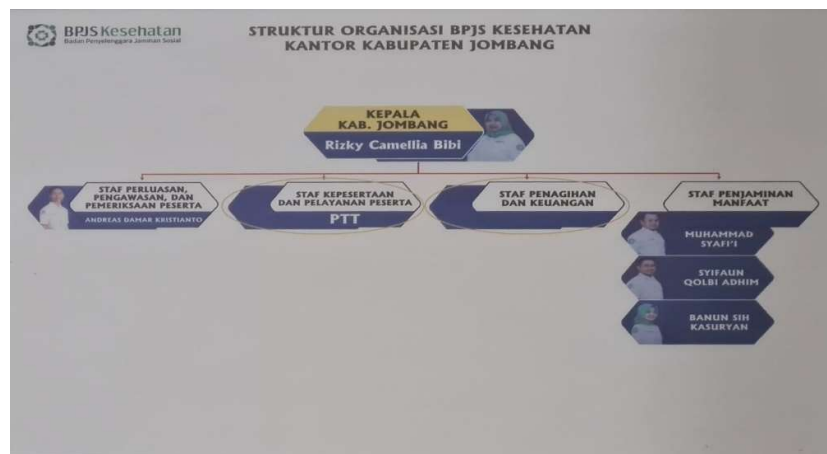 BPJS Kesehatan
Badan Penyelenggara Jaminan Sosial
STRUKTUR ORGANISASI BPJS KESEHATAN
KANTOR KABUPATEN JOMBANG
KEPALA
KAB. JOMBANG
Rizky Camellia Bibi
STAF PERLUASAN,
PENGAWASAN, DAN
PEMERIKSAAN PESERTA
ANDREAS DAMAR KRISTIANTO
STAF KEPESERTAAN
DAN PELAYANAN PESERTA
PTT
STAF PENAGIHAN
DAN KEUANGAN
STAF PENJAMINAN
MANFAAT
MUHAMMAD
SYAFI'I
SYIFAUN
QOLBI ADHIM
BANUN SIH
KASURYAN